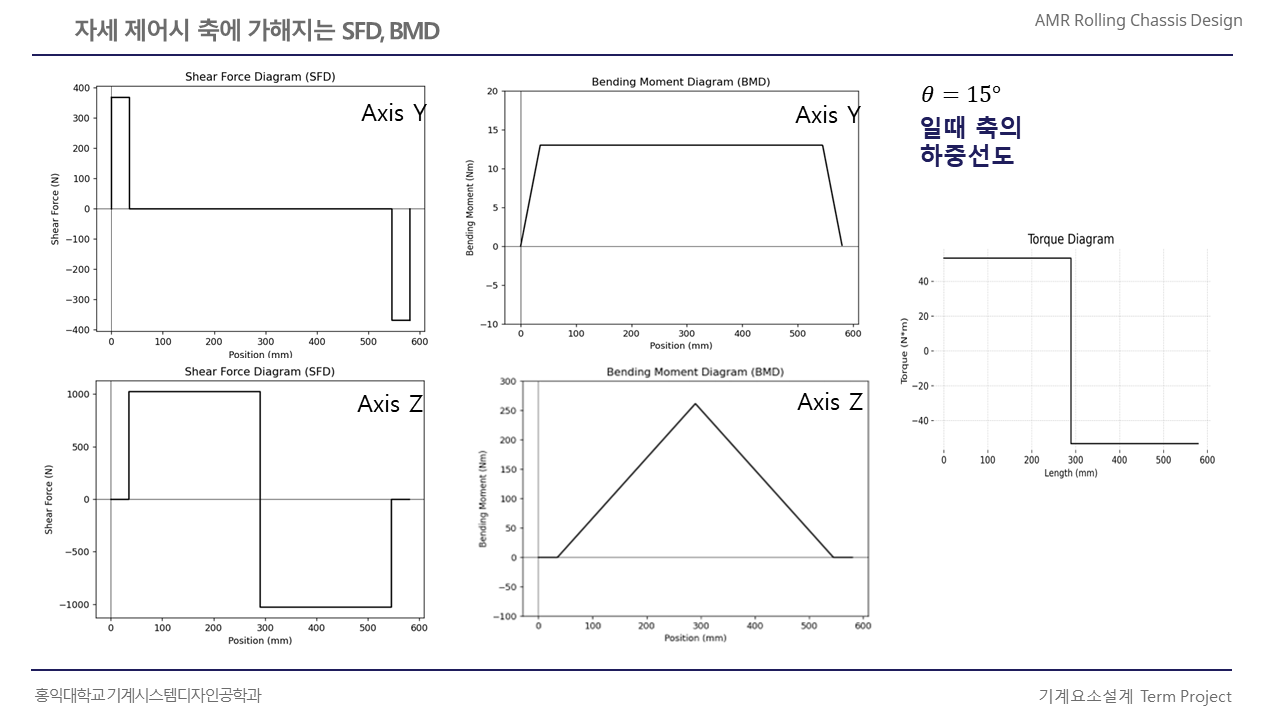 자세 제어시 축에 가해지는 SFD, BMD
AMR Rolling Chassis Design
Shear Force Diagram (SFD)
Axis Y
Shear Force (N)
400
300
200
100
0
−100
−200
−300
−400
0 100 200 300 400 500 600
Position (mm)
Bending Moment Diagram (BMD)
Axis Y
Bending Moment (Nm)
20
15
10
5
0
−5
−10
0 100 200 300 400 500 600
Position (mm)
θ = 15°
일때 축의
하중선도
Torque Diagram
Torque (N*m)
40
20
0
−20
−40
0 100 200 300 400 500 600
Length (mm)
Shear Force Diagram (SFD)
Axis Z
Shear Force (N)
1000
500
0
−500
−1000
0 100 200 300 400 500 600
Position (mm)
Bending Moment Diagram (BMD)
Axis Z
Bending Moment (Nm)
300
250
200
150
100
50
0
−50
−100
0 100 200 300 400 500 600
Position (mm)
홍익대학교 기계시스템디자인공학과
기계요소설계 Term Project